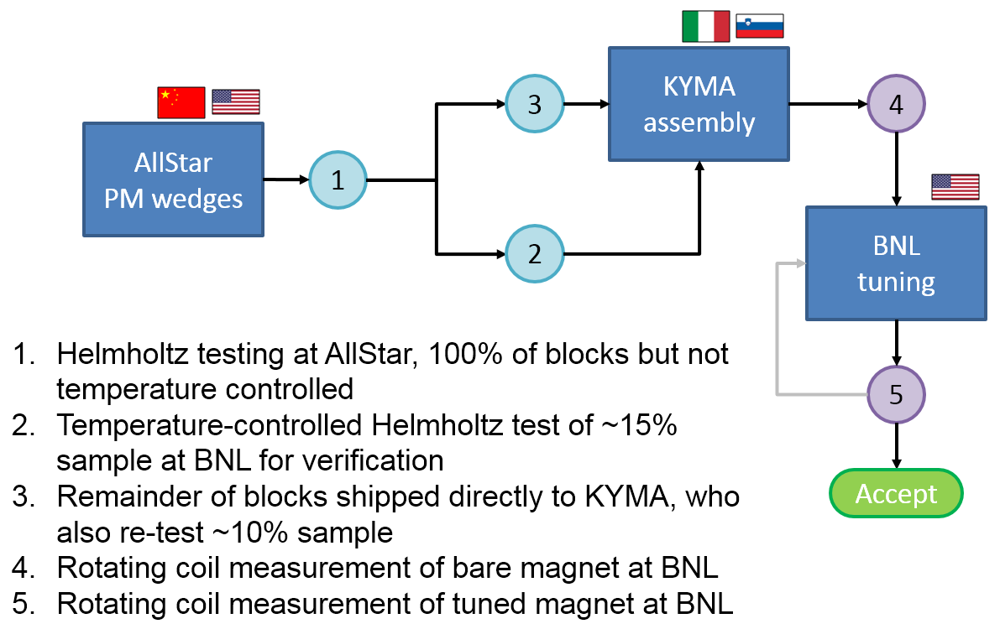 AllStar
PM wedges
1
3
2
KYMA
assembly
4
BNL
tuning
5
Accept
1. Helmholtz testing at AllStar, 100% of blocks but not
temperature controlled
2. Temperature-controlled Helmholtz test of ~15%
sample at BNL for verification
3. Remainder of blocks shipped directly to KYMA, who
also re-test ~10% sample
4. Rotating coil measurement of bare magnet at BNL
5. Rotating coil measurement of tuned magnet at BNL